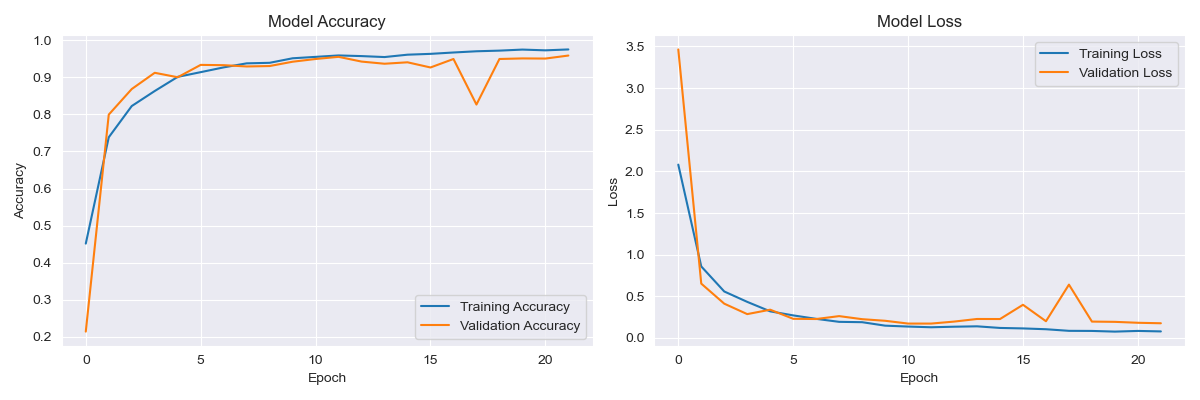 Model Accuracy
Accuracy
1.0
0.9
0.8
0.7
0.6
0.5
0.4
0.3
0.2
0 5 10 15 20
Epoch
Training Accuracy
Validation Accuracy
Model Loss
Loss
3.5
3.0
2.5
2.0
1.5
1.0
0.5
0.0
0 5 10 15 20
Epoch
Training Loss
Validation Loss